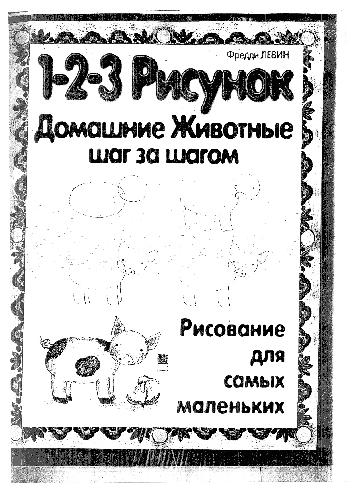 Фредди ЛЕВИН
1-2-3 Рисунок
Домашние Животные
шаг за шагом
Рисование
для
самых
маленьких